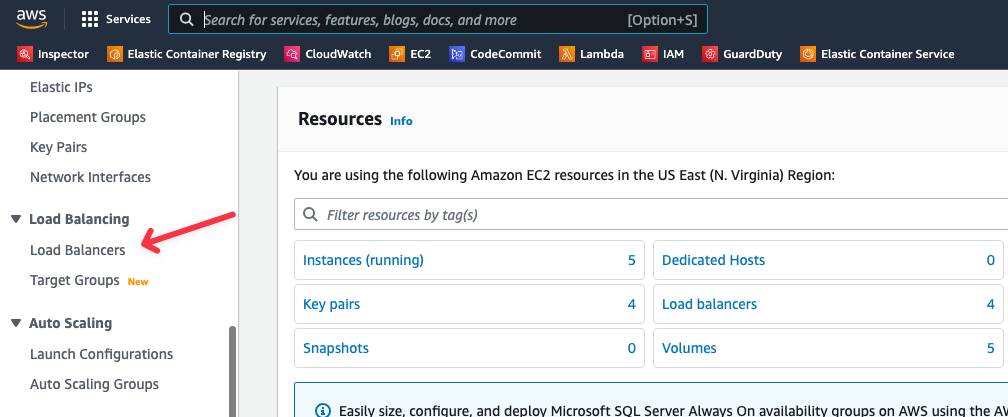 aws
Services
Search for services, features, blogs, docs, and more
[Option+S]
Inspector
Elastic Container Registry
CloudWatch
EC2
CodeCommit
Lambda
IAM
GuardDuty
Elastic Container Service
Elastic IPs
Placement Groups
Key Pairs
Network Interfaces
Load Balancing
Load Balancers
Target Groups New
Auto Scaling
Launch Configurations
Auto Scaling Groups
Resources Info
You are using the following Amazon EC2 resources in the US East (N. Virginia) Region:
Filter resources by tag(s)
Instances (running) 5
Dedicated Hosts 0
Key pairs 4
Load balancers 4
Snapshots 0
Volumes 5
Easily size, configure, and deploy Microsoft SQL Server Always On availability groups on AWS using the